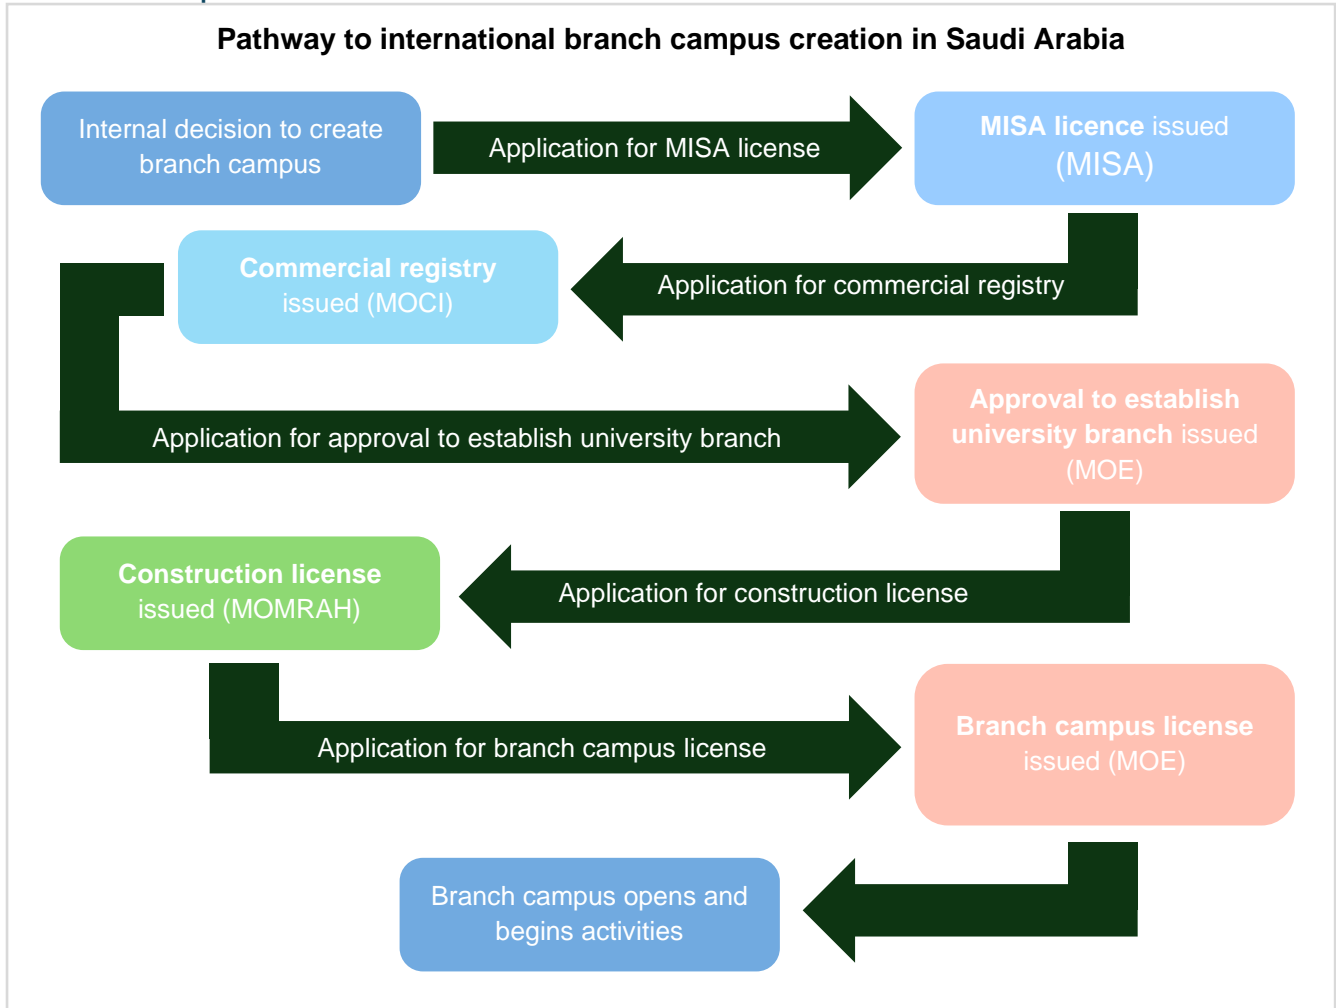 Pathway to international branch campus creation in Saudi Arabia
Internal decision to create
branch campus
Application for MISA license
MISA licence issued
(MISA)
Application for commercial registry
Commercial registry
issued (MOCI)
Application for approval to establish university branch
Approval to establish
university branch issued
(MOE)
Application for construction license
Construction license
issued (MOMRAH)
Application for branch campus license
Branch campus license
issued (MOE)
Branch campus opens and
begins activities